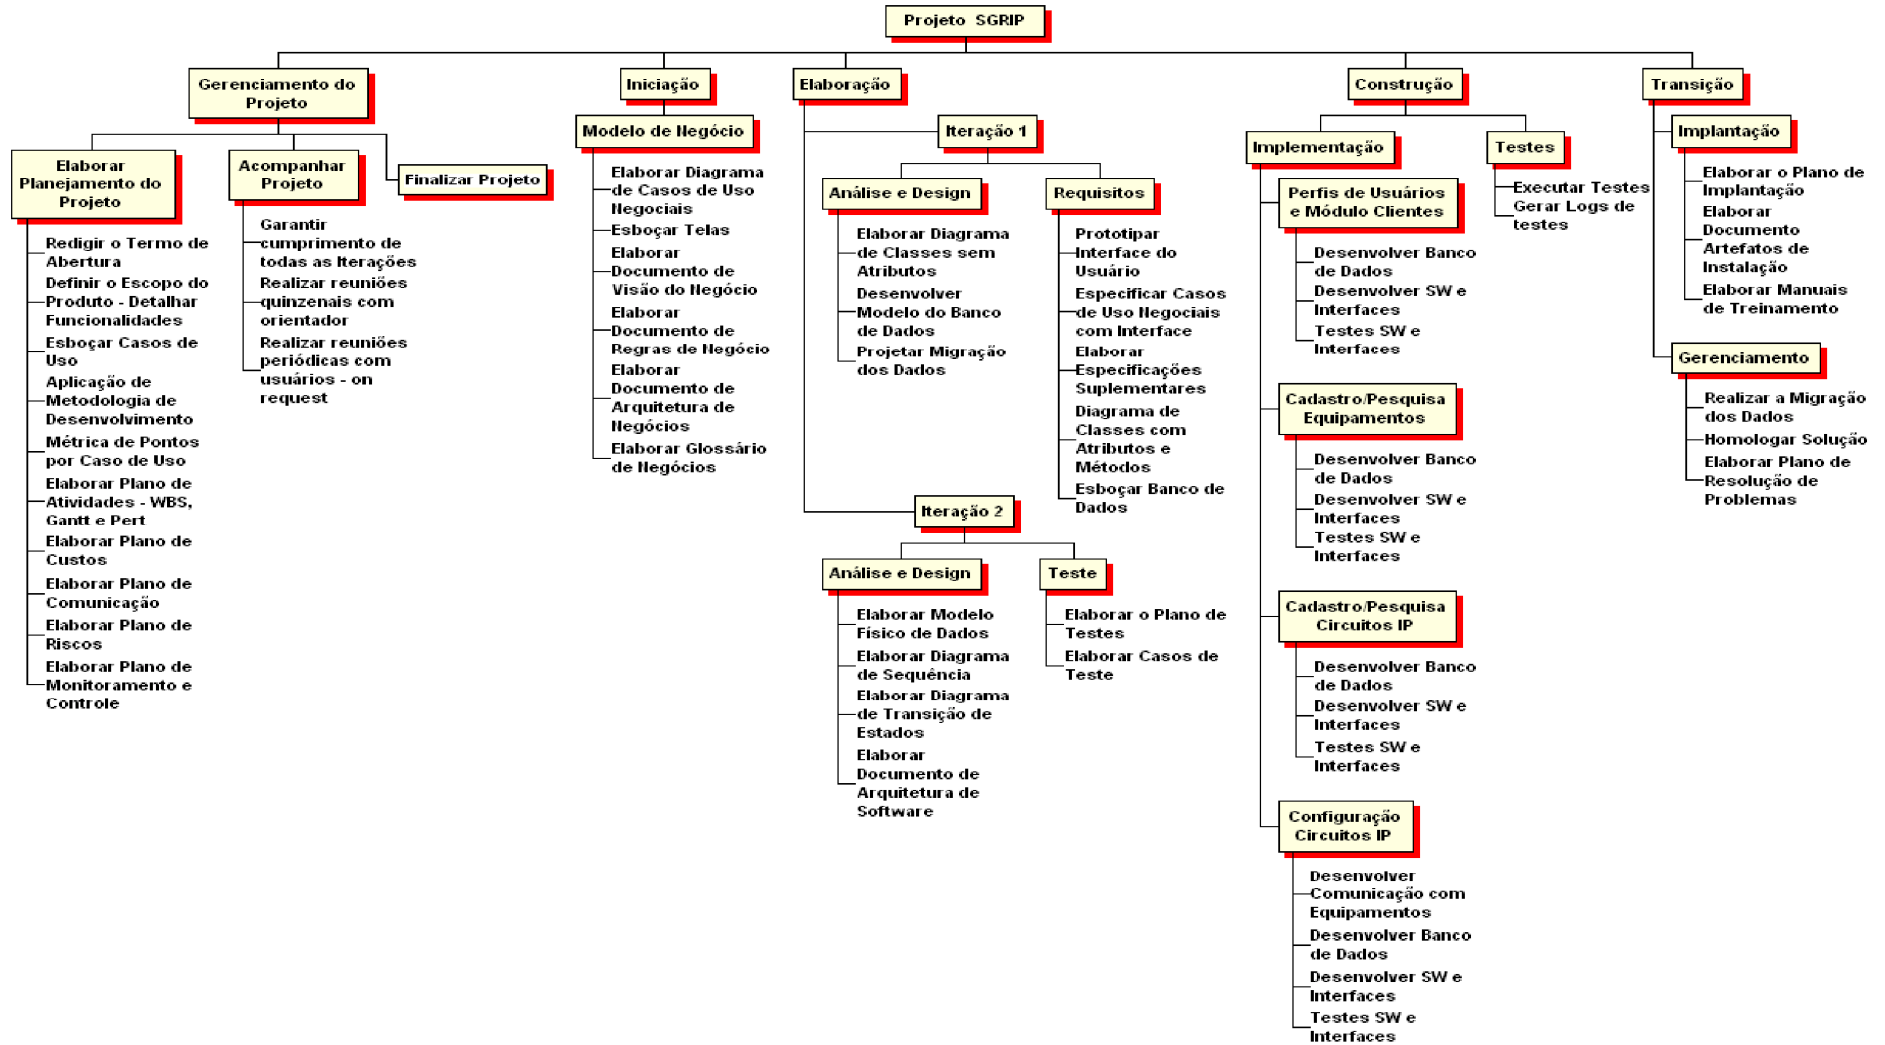 Projeto SGRIP
Gerenciamento do
Projeto
Elaborar
Planejamento do
Projeto
Redigir o Termo de
Abertura
Definir o Escopo do
Produto - Detalhar
Funcionalidades
Esboçar Casos de
Uso
Aplicação de
Metodologia de
Desenvolvimento
Métrica de Pontos
por Caso de Uso
Elaborar Plano de
Atividades - WBS,
Gantt e Pert
Elaborar Plano de
Custos
Elaborar Plano de
Comunicação
Elaborar Plano de
Riscos
Elaborar Plano de
Monitoramento e
Controle
Acompanhar
Projeto
Garantir
cumprimento de
todas as Iterações
Realizar reuniões
quinzenais com
orientador
Realizar reuniões
periódicas com
usuários - on
request
Finalizar Projeto
Iniciação
Modelo de Negócio
Elaborar Diagrama
de Casos de Uso
Negociais
Esboçar Telas
Elaborar
Documento de
Visão do Negócio
Elaborar
Documento de
Regras de Negócio
Elaborar
Documento de
Arquitetura de
Negócios
Elaborar Glossário
de Negócios
Elaboração
Iteração 1
Análise e Design
Elaborar Diagrama
de Classes sem
Atributos
Desenvolver
Modelo do Banco
de Dados
Projetar Migração
dos Dados
Requisitos
Prototipar
Interface do
Usuário
Especificar Casos
de Uso Negociais
com Interface
Elaborar
Especificações
Suplementares
Diagrama de
Classes com
Atributos e
Métodos
Esboçar Banco de
Dados
Iteração 2
Análise e Design
Elaborar Modelo
Físico de Dados
Elaborar Diagrama
de Sequência
Elaborar Diagrama
de Transição de
Estados
Elaborar
Documento de
Arquitetura de
Software
Teste
Elaborar o Plano de
Testes
Elaborar Casos de
Teste
Construção
Implementação
Perfis de Usuários
e Módulo Clientes
Desenvolver Banco
de Dados
Desenvolver SW e
Interfaces
Testes SW e
Interfaces
Cadastro/Pesquisa
Equipamentos
Desenvolver Banco
de Dados
Desenvolver SW e
Interfaces
Testes SW e
Interfaces
Cadastro/Pesquisa
Circuitos IP
Desenvolver Banco
de Dados
Desenvolver SW e
Interfaces
Testes SW e
Interfaces
Configuração
Circuitos IP
Desenvolver
Comunicação com
Equipamentos
Desenvolver Banco
de Dados
Desenvolver SW e
Interfaces
Testes SW e
Interfaces
Testes
Executar Testes
Gerar Logs de
testes
Transição
Implantação
Elaborar o Plano de
Implantação
Elaborar
Documento
Artefatos de
Instalação
Elaborar Manuais
de Treinamento
Gerenciamento
Realizar a Migração
dos Dados
Homologar Solução
Elaborar Plano de
Resolução de
Problemas